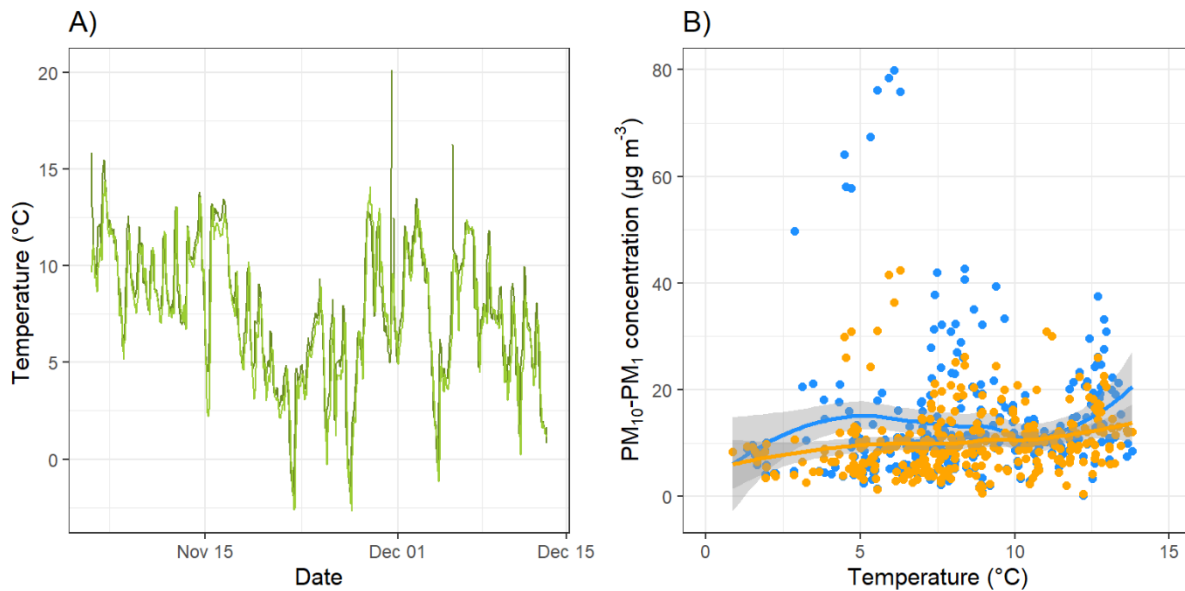 A)
Temperature (°C)
20
15
10
5
0
Nov 15
Dec 01
Dec 15
Date
B)
PM₁₀-PM₁ concentration (µg m⁻³)
80
60
40
20
0
0
5
10
15
Temperature (°C)